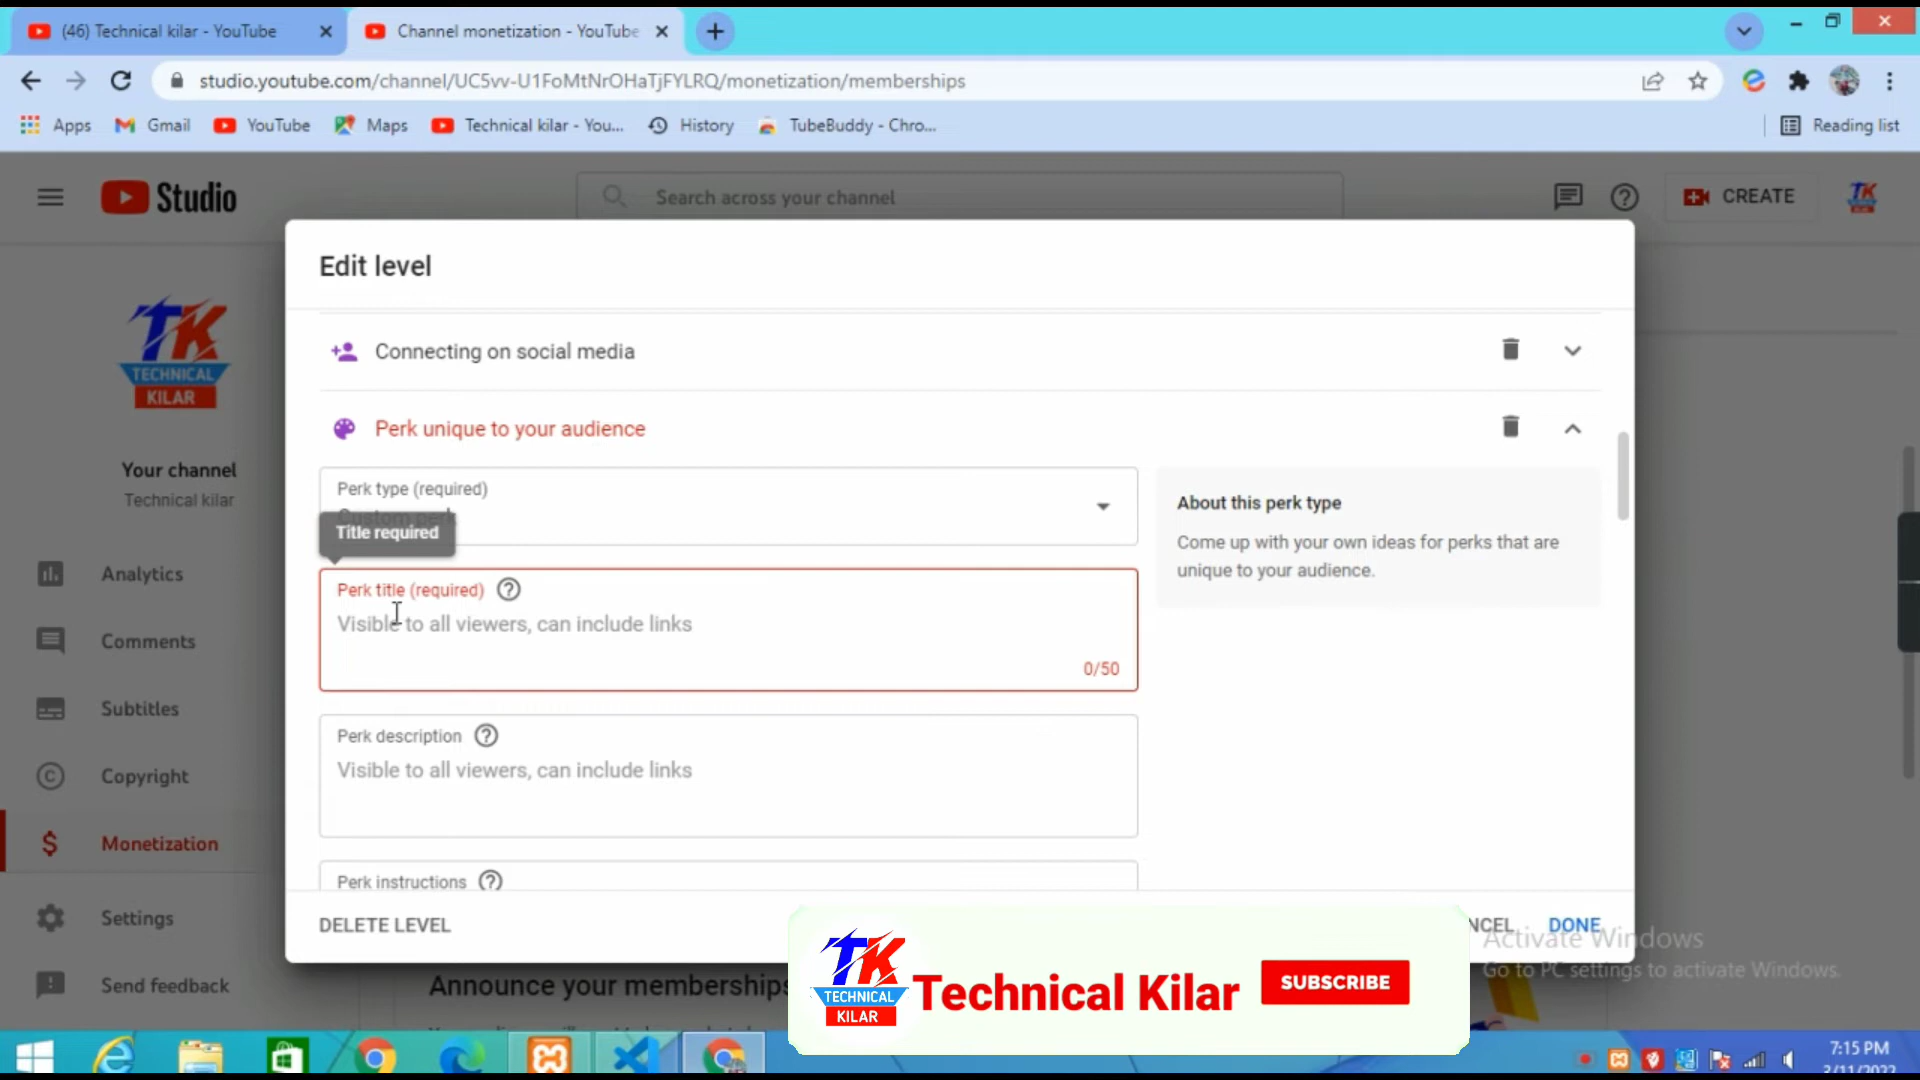 (46) Technical kilar - YouTube
Channel monetization - YouTube
studio.youtube.com/channel/UC5vv-U1FoMtNrOHaTjFYLRQ/monetization/memberships
Apps
Gmail
YouTube
Maps
Technical kilar - You...
History
TubeBuddy - Chro...
Reading list
Studio
Search across your channel
CREATE
TK
TECHNICAL
KILAR
Your channel
Technical kilar
Analytics
Comments
Subtitles
Copyright
Monetization
Settings
Send feedback
Edit level
Connecting on social media
Perk unique to your audience
Perk type (required)
Custom perk
Title required
Perk title (required)
Visible to all viewers, can include links
0/50
Perk description
Visible to all viewers, can include links
Perk instructions
About this perk type
Come up with your own ideas for perks that are
unique to your audience.
DELETE LEVEL
NCEL
DONE
Activate Windows
Go to PC settings to activate Windows.
Announce your memberships
TK
TECHNICAL
KILAR
Technical Kilar
SUBSCRIBE
7:15 PM
3/11/2022